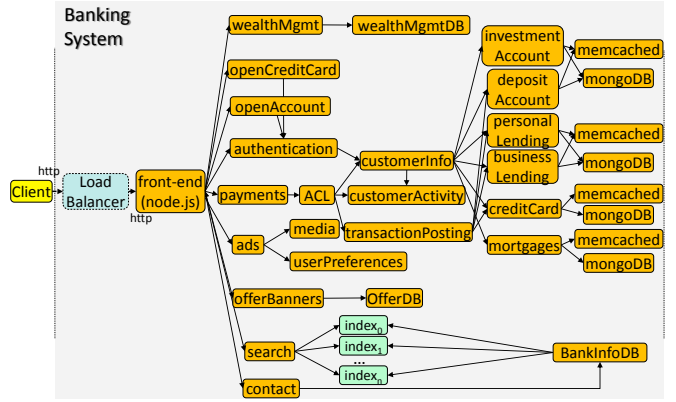 Banking
System
wealthMgmt
wealthMgmtDB
openCreditCard
openAccount
authentication
http
Client
Load
Balancer
http
front-end
(node.js)
payments
ACL
customerInfo
customerActivity
transactionPosting
ads
media
userPreferences
offerBanners
OfferDB
search
index0
index1
...
indexn
contact
BankInfoDB
investment
Account
memcached
mongoDB
deposit
Account
personal
Lending
memcached
mongoDB
business
Lending
creditCard
memcached
mongoDB
mortgages
memcached
mongoDB